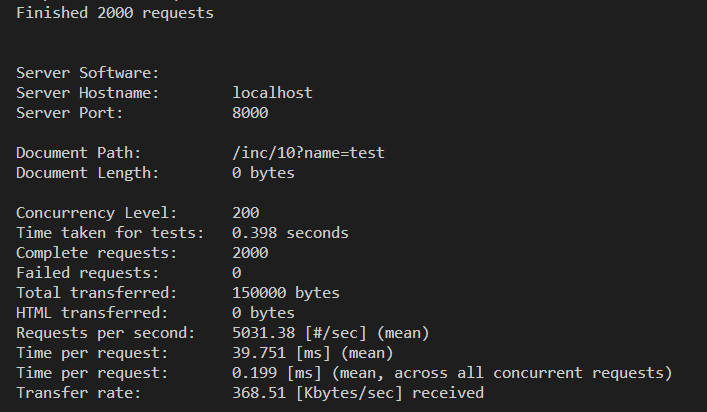 Finished 2000 requests
Server Software:
Server Hostname: localhost
Server Port: 8000
Document Path: /inc/10?name=test
Document Length: 0 bytes
Concurrency Level: 200
Time taken for tests: 0.398 seconds
Complete requests: 2000
Failed requests: 0
Total transferred: 150000 bytes
HTML transferred: 0 bytes
Requests per second: 5031.38 [#/sec] (mean)
Time per request: 39.751 [ms] (mean)
Time per request: 0.199 [ms] (mean, across all concurrent requests)
Transfer rate: 368.51 [Kbytes/sec] received